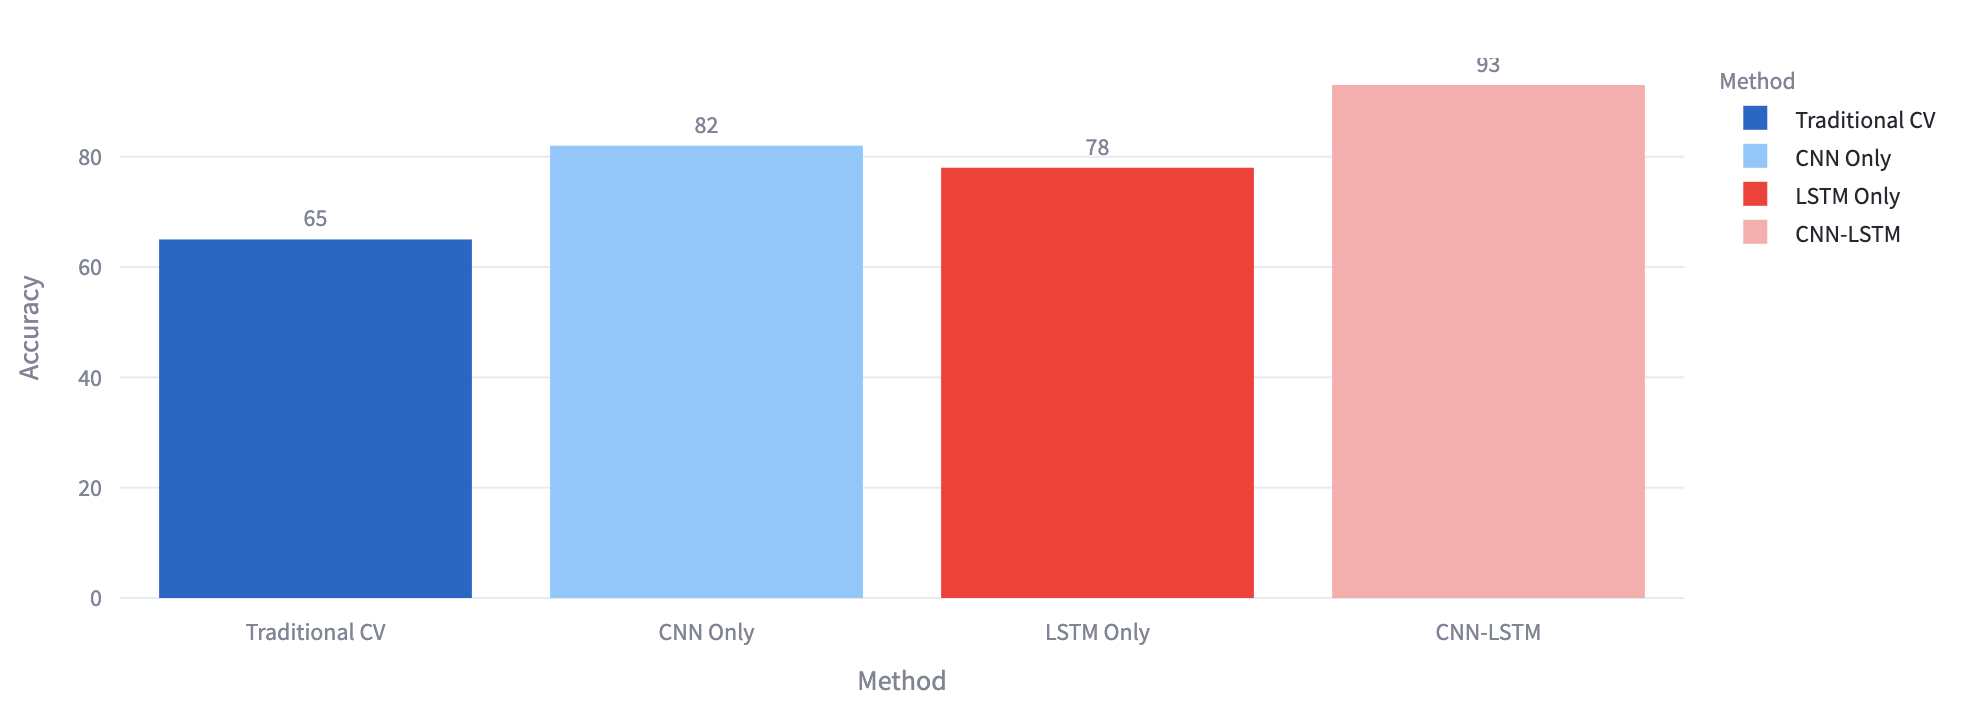 93
82
78
65
80
60
40
20
0
Accuracy
Traditional CV
CNN Only
LSTM Only
CNN-LSTM
Method
Method
Traditional CV
CNN Only
LSTM Only
CNN-LSTM